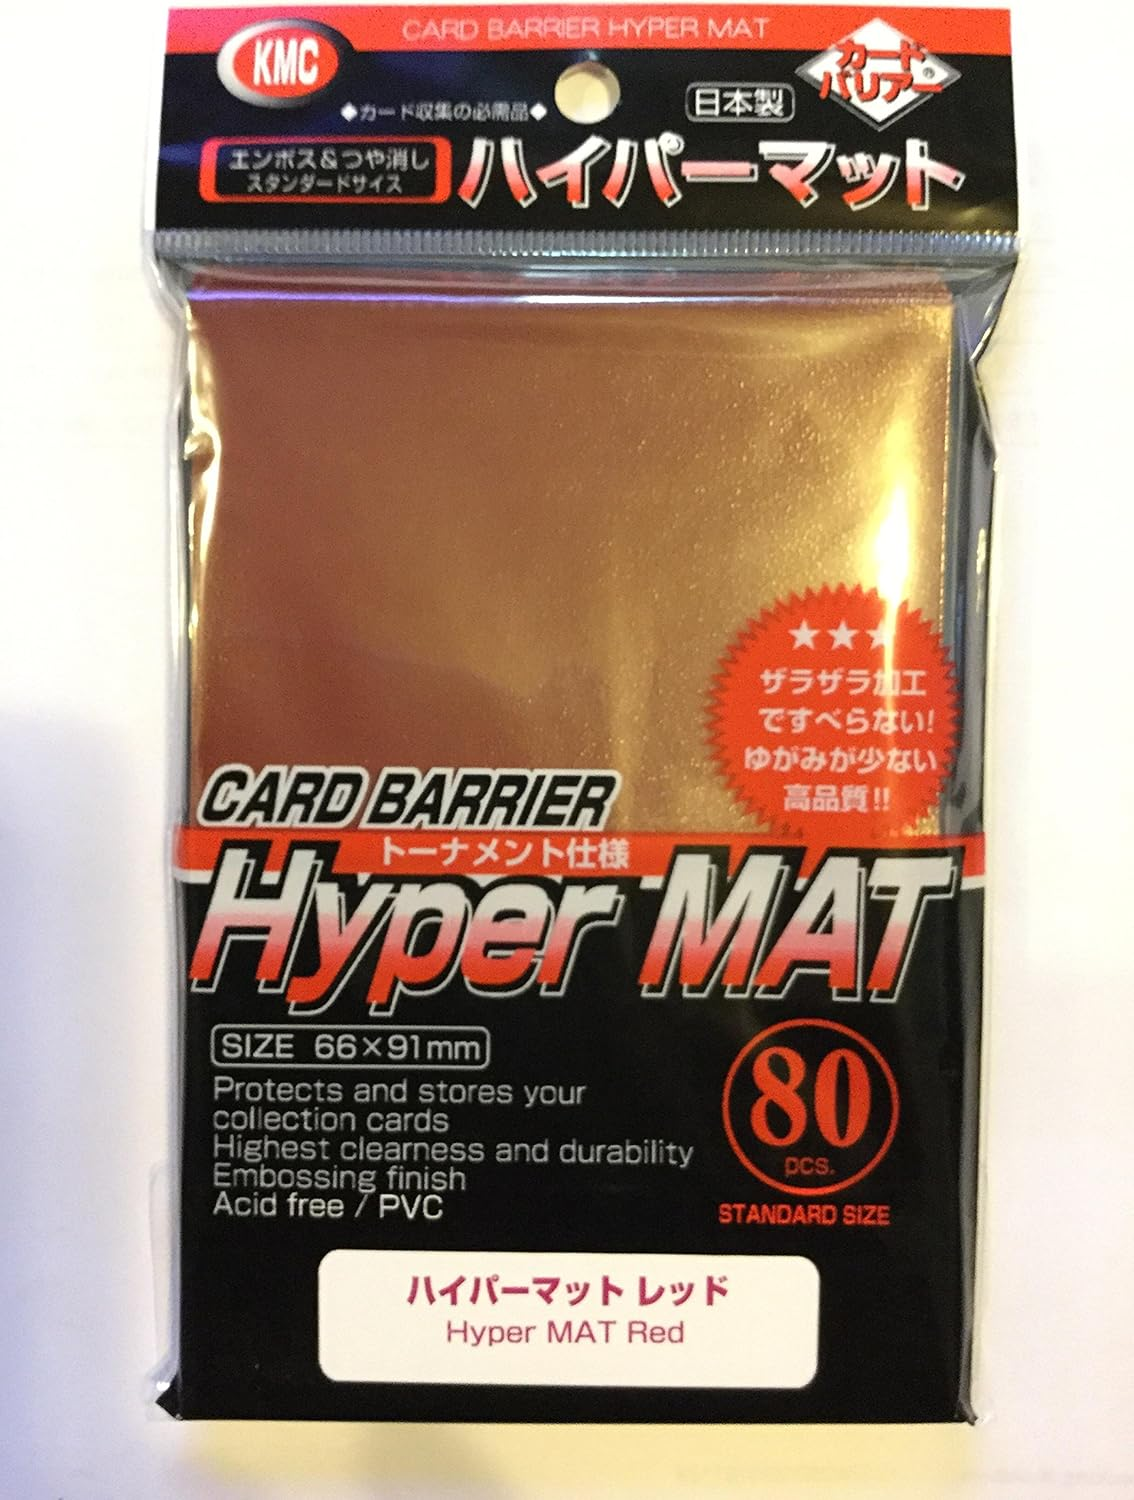 CARD BARRIER HYPER MAT
KMC
カード
バリアー®
◆カード収集の必需品◆
日本製
エンボス&つや消し
スタンダードサイズ
ハイパーマット
★★★
ザラザラ加工
ですべらない!
ゆがみが少ない
高品質!!
CARD BARRIER
トーナメント仕様
Hyper MAT
SIZE 66×91mm
Protects and stores your
collection cards
Highest clearness and durability
Embossing finish
Acid free / PVC
80
pcs.
STANDARD SIZE
ハイパーマット レッド
Hyper MAT Red